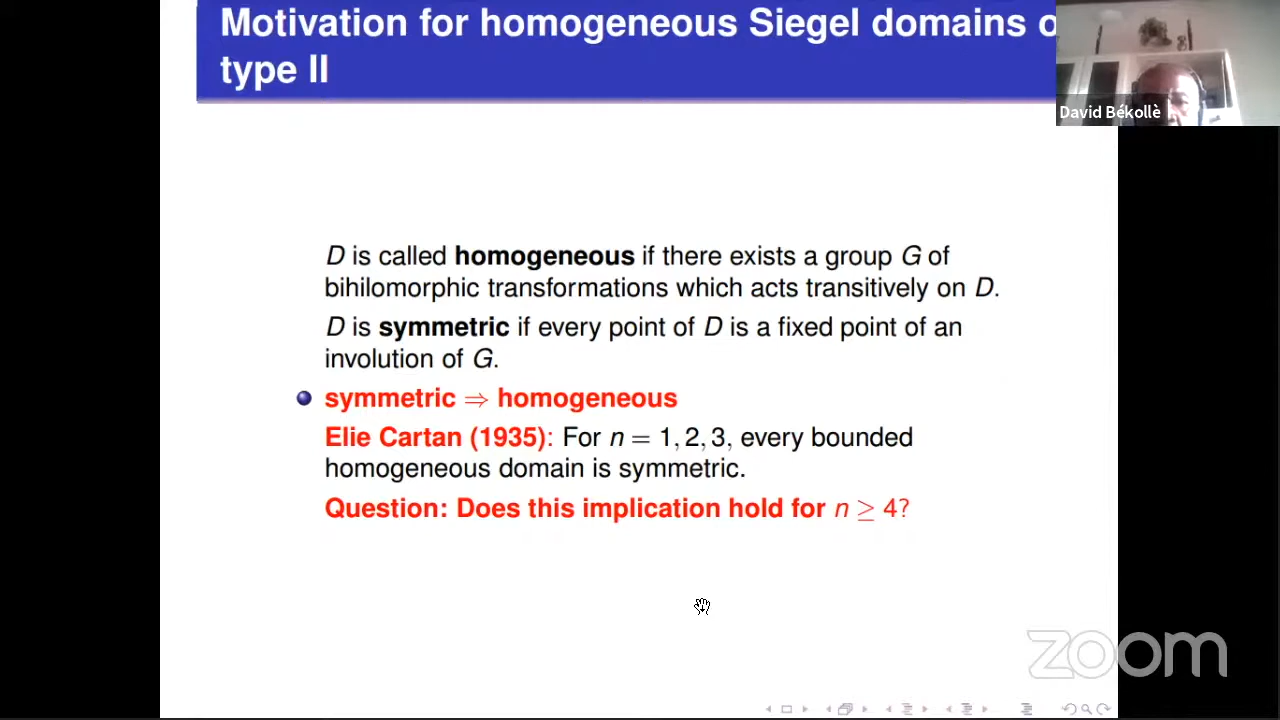 Motivation for homogeneous Siegel domains o
type II
David Békollè
D is called homogeneous if there exists a group G of
bihilomorphic transformations which acts transitively on D.
D is symmetric if every point of D is a fixed point of an
involution of G.
symmetric ⇒ homogeneous
Elie Cartan (1935): For n = 1, 2, 3, every bounded
homogeneous domain is symmetric.
Question: Does this implication hold for n ≥ 4?
zoom